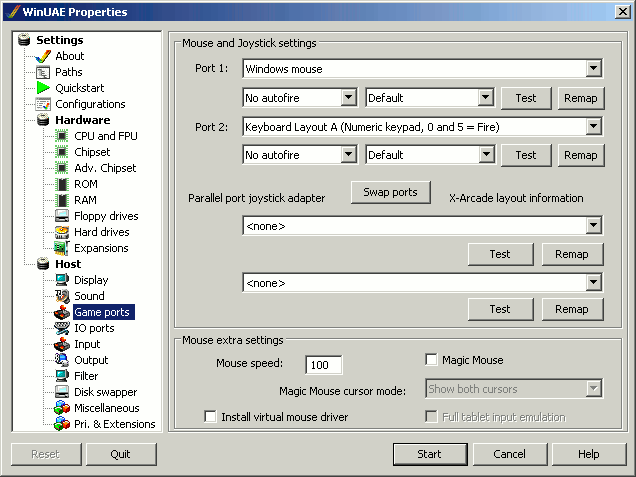 WinUAE Properties
Settings
About
Paths
Quickstart
Configurations
Hardware
CPU and FPU
Chipset
Adv. Chipset
ROM
RAM
Floppy drives
Hard drives
Expansions
Host
Display
Sound
Game ports
IO ports
Input
Output
Filter
Disk swapper
Miscellaneous
Pri. & Extensions
Mouse and Joystick settings
Port 1: Windows mouse
No autofire Default Test Remap
Port 2: Keyboard Layout A (Numeric keypad, 0 and 5 = Fire)
No autofire Default Test Remap
Parallel port joystick adapter Swap ports X-Arcade layout information
<none>
Test Remap
<none>
Test Remap
Mouse extra settings
Mouse speed: 100 Magic Mouse
Magic Mouse cursor mode: Show both cursors
Install virtual mouse driver Full tablet input emulation
Reset Quit Start Cancel Help